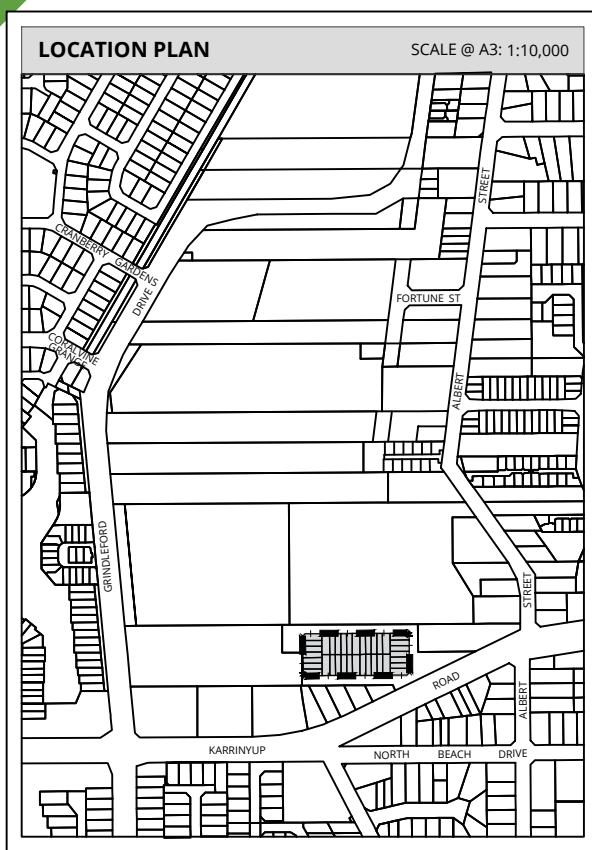 LOCATION PLAN
SCALE @ A3: 1:10,000
STREET
CRANBERRY GARDENS
DRIVE
FORTUNE ST
CORALVINE
GRANGE
ALBERT
GRINDLEFORD
STREET
ROAD
ALBERT
KARRINYUP
NORTH BEACH DRIVE